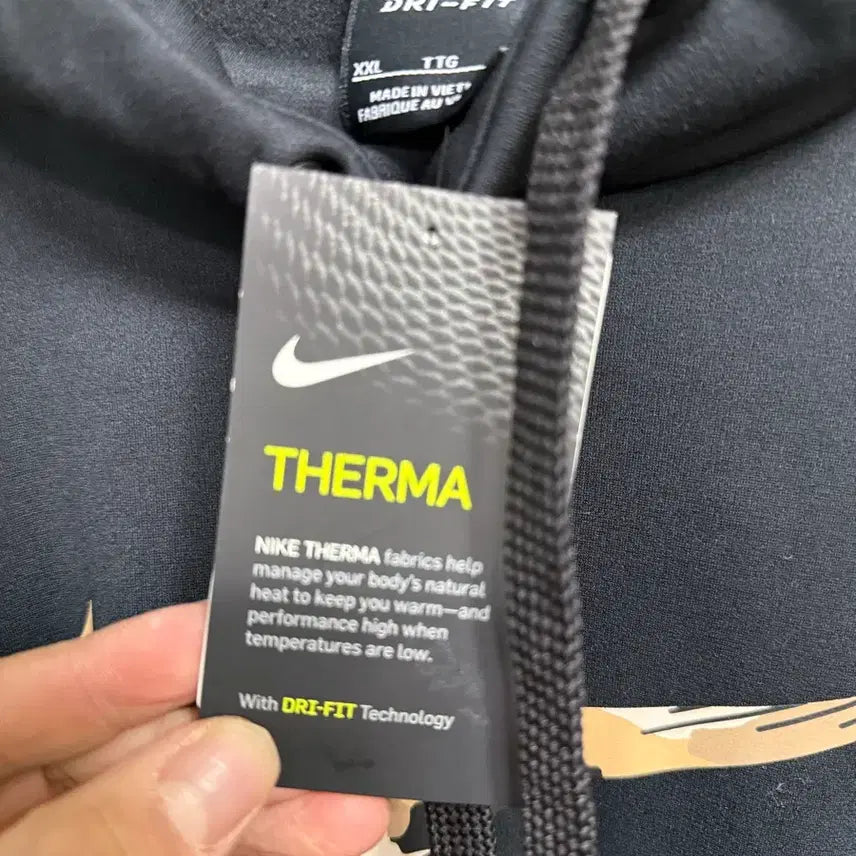 DRI-FIT
XXL TTG
MADE IN VIET
FABRIQUE AU V
THERMA
NIKE THERMA fabrics help
manage your body's natural
heat to keep you warm—and
performance high when
temperatures are low.
With DRI-FIT Technology